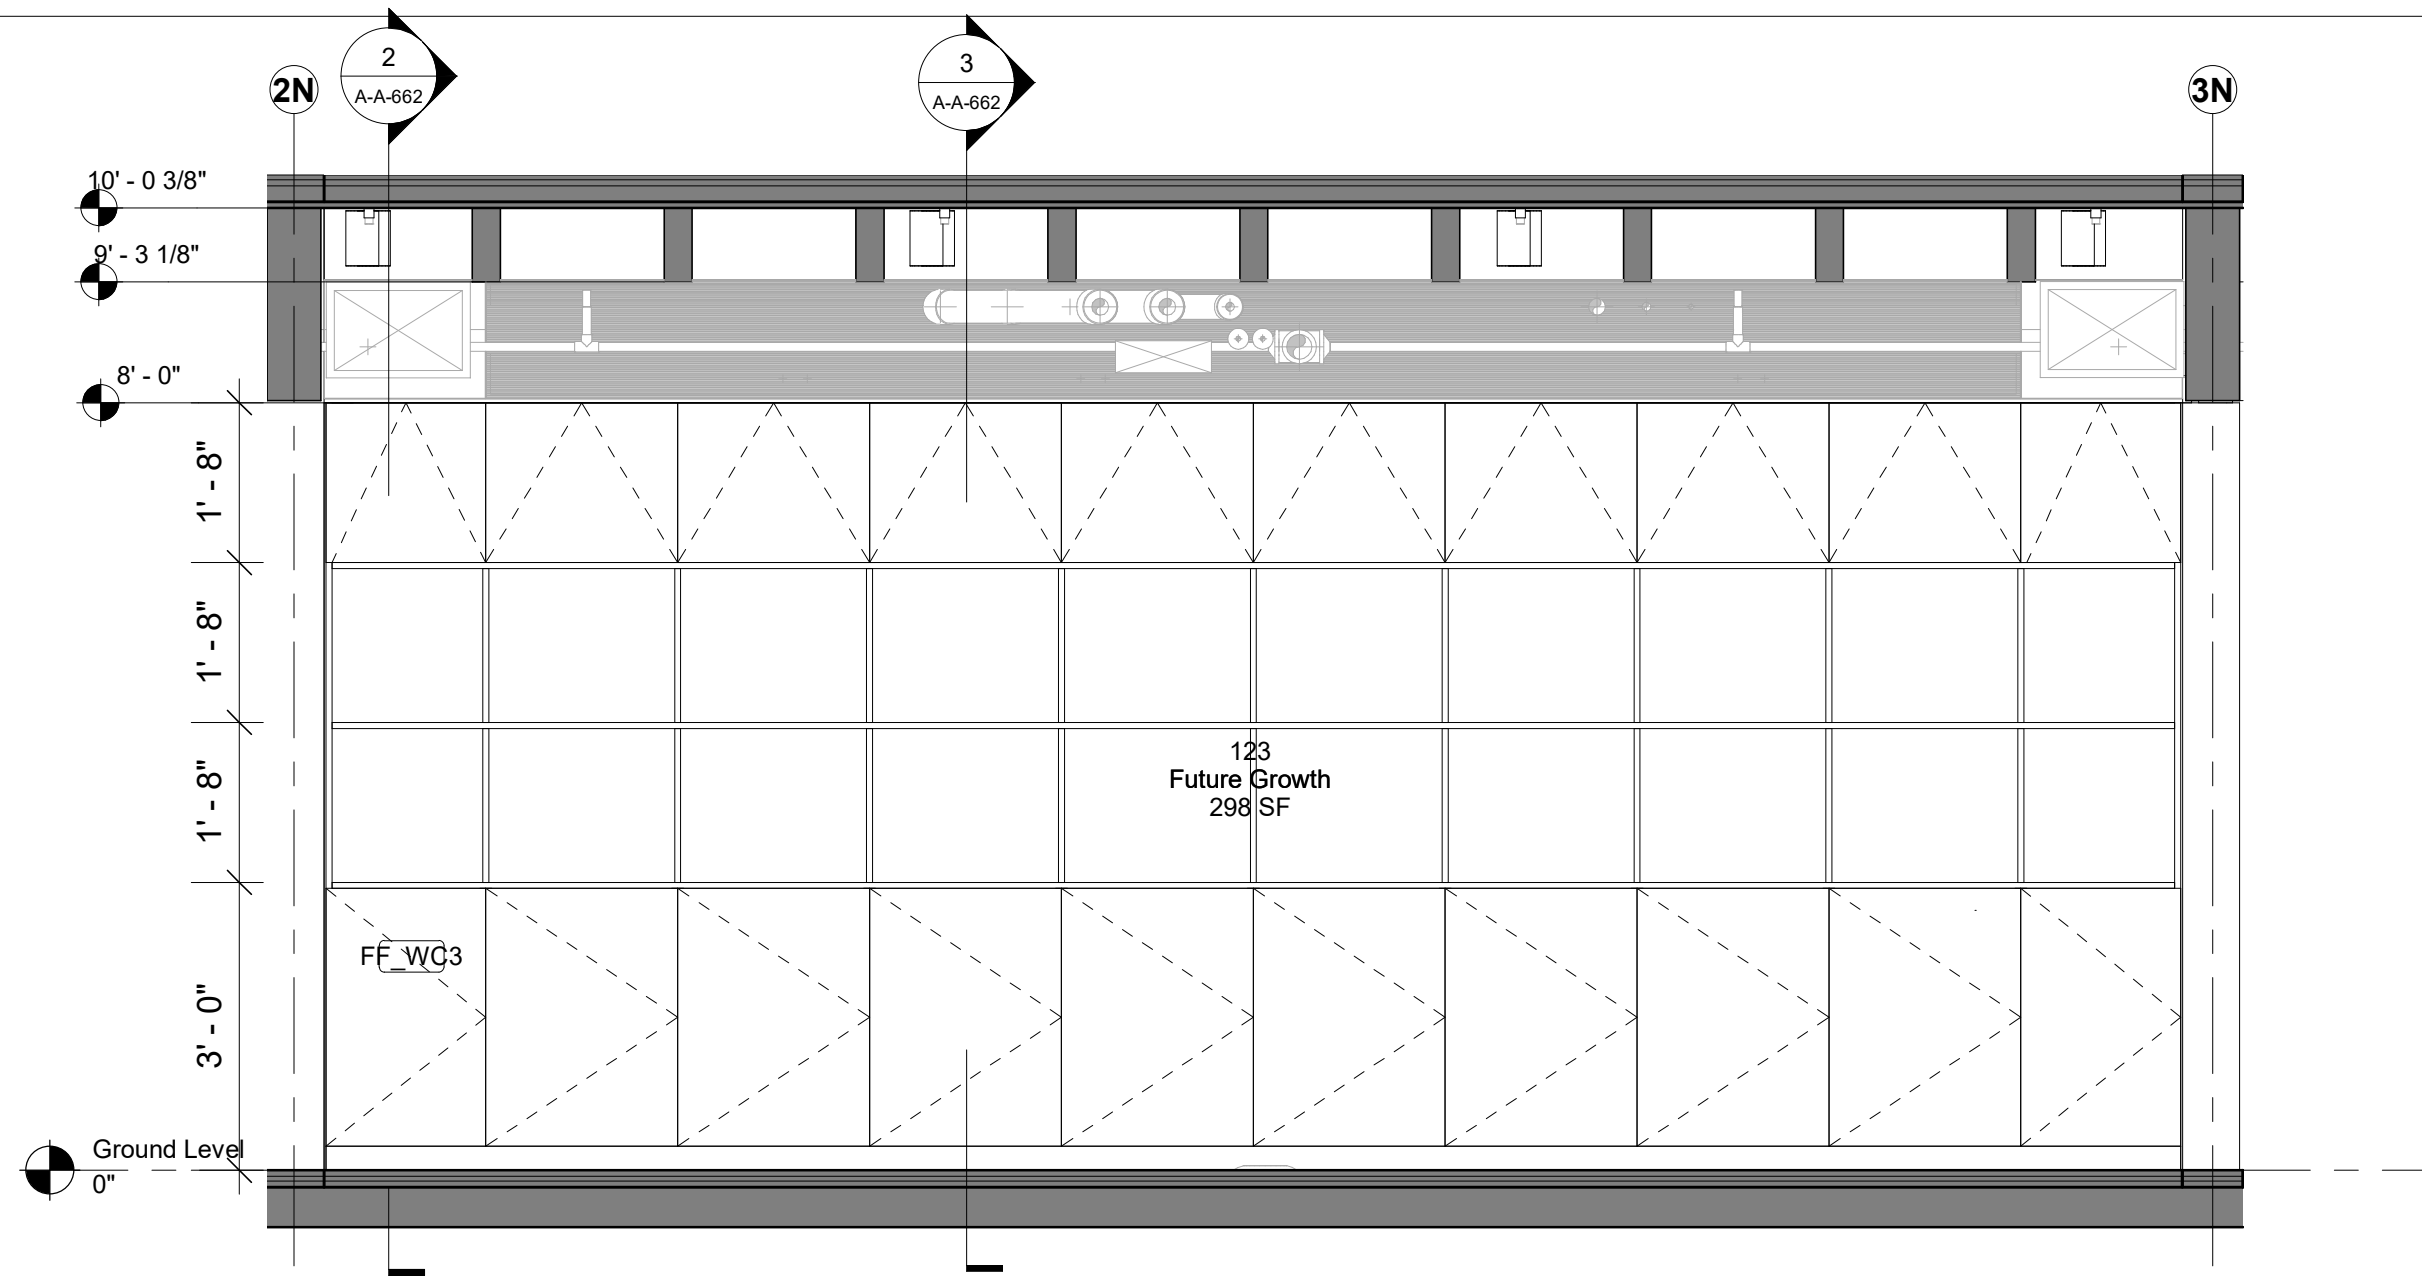 2
A-A-662
3
A-A-662
2N
3N
10' - 0 3/8"
9' - 3 1/8"
8' - 0"
1' - 8"
1' - 8"
1' - 8"
3' - 0"
123
Future Growth
298 SF
FF_WC3
Ground Level
0"